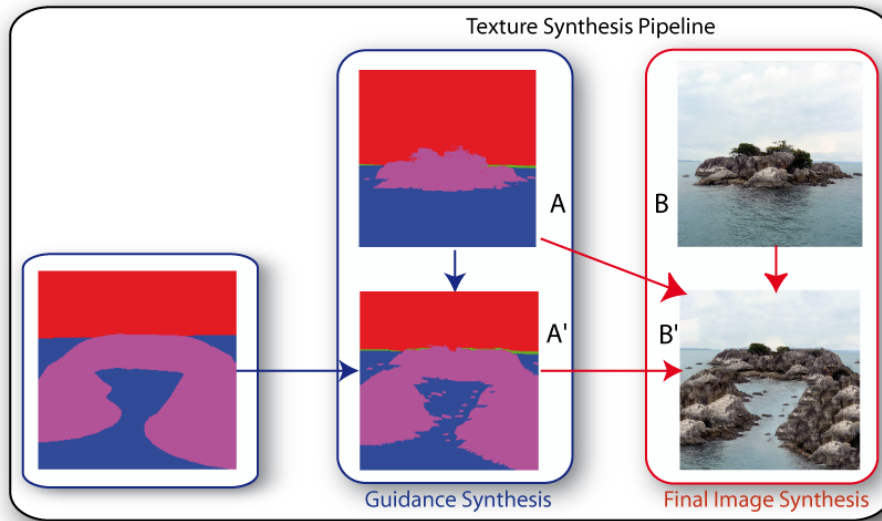 Texture Synthesis Pipeline
A
B
A'
B'
Guidance Synthesis
Final Image Synthesis